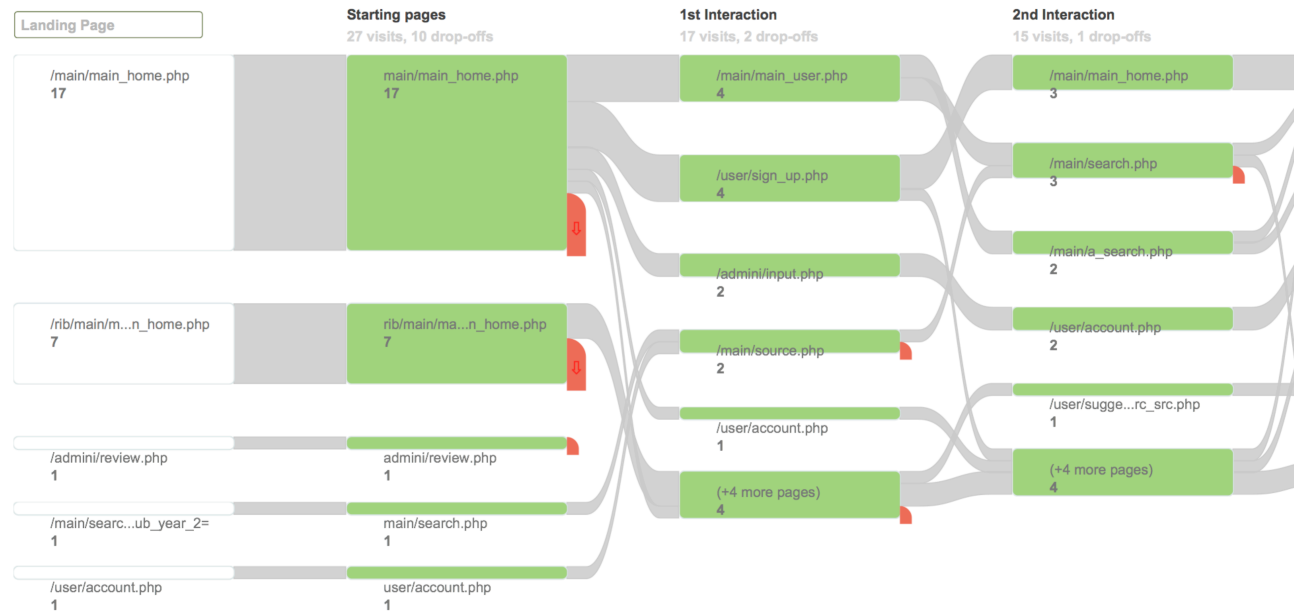 Landing Page
Starting pages
27 visits, 10 drop-offs
1st Interaction
17 visits, 2 drop-offs
2nd Interaction
15 visits, 1 drop-offs
/main/main_home.php
17
/rib/main/m...n_home.php
7
/admini/review.php
1
/main/searc...ub_year_2=
1
/user/account.php
1
main/main_home.php
17
rib/main/ma...n_home.php
7
admini/review.php
1
main/search.php
1
user/account.php
1
/main/main_user.php
4
/user/sign_up.php
4
/admini/input.php
2
/main/source.php
2
/user/account.php
1
(+4 more pages)
4
/main/main_home.php
3
/main/search.php
3
/main/a_search.php
2
/user/account.php
2
/user/sugge...rc_src.php
1
(+4 more pages)
4